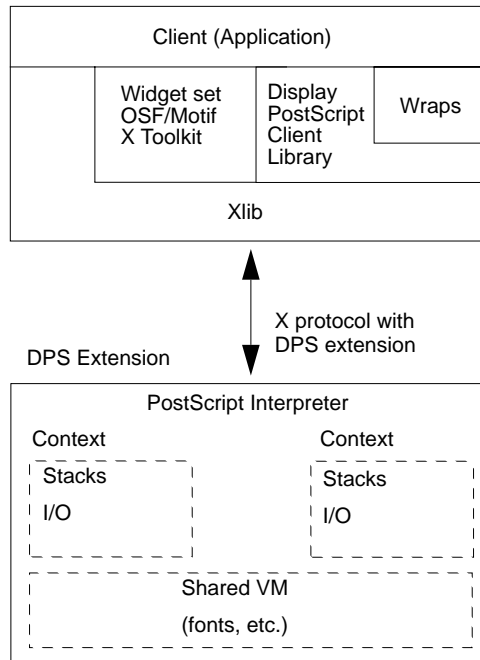 Client (Application)
Widget set
OSF/Motif
X Toolkit
Display
PostScript
Client
Library
Wraps
Xlib
X protocol with
DPS extension
DPS Extension
PostScript Interpreter
Context
Stacks
I/O
Context
Stacks
I/O
Shared VM
(fonts, etc.)